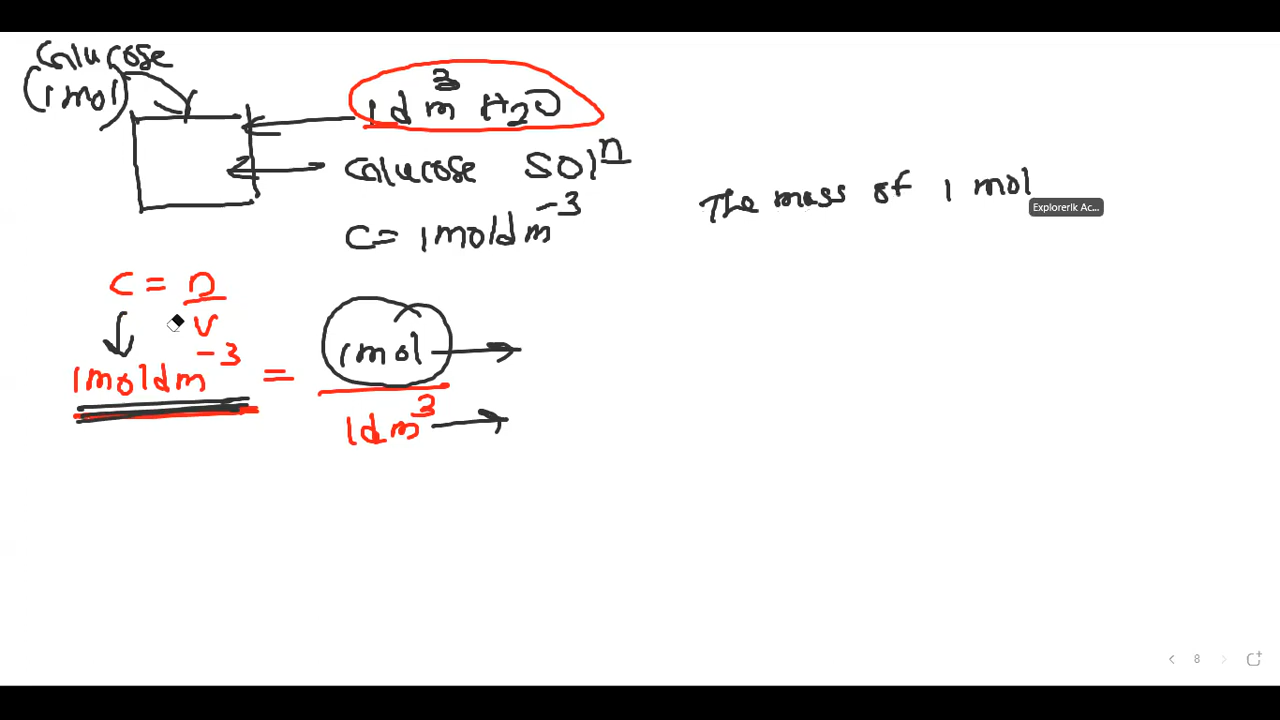 Glucose
(1mol)
1dm³ H2O
Glucose solⁿ
C= 1moldm⁻³
The mass of 1 mol
Explorerlk Ac...
C = n
v
1moldm⁻³ = 1mol
1dm³
8